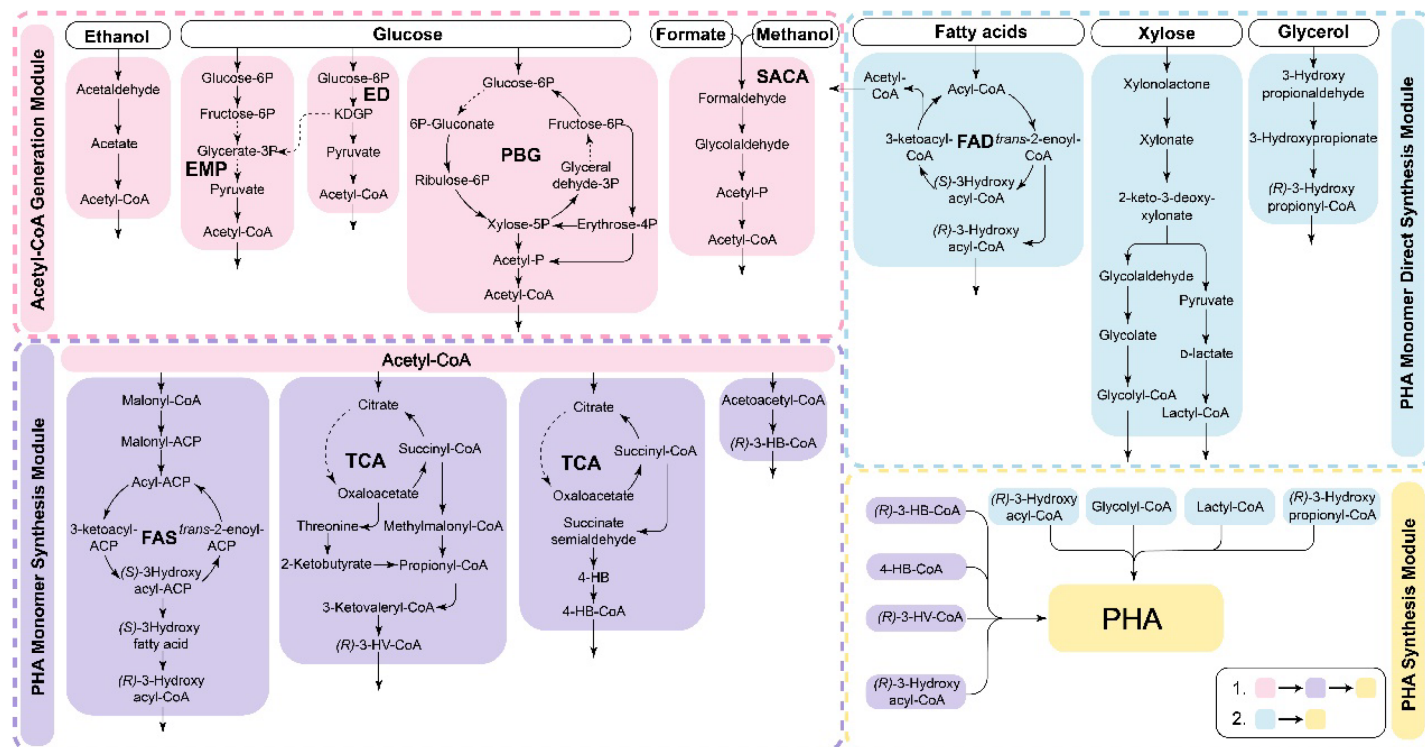 Acetyl-CoA Generation Module
Ethanol
Acetaldehyde
Acetate
Acetyl-CoA
Glucose
Glucose-6P
Fructose-6P
Glycerate-3P
EMP
Pyruvate
Acetyl-CoA
Glucose-6P
ED
KDGP
Pyruvate
Acetyl-CoA
Glucose-6P
6P-Gluconate
Fructose-6P
PBG
Ribulose-6P
Glyceral
dehyde-3P
Xylose-5P
Erythrose-4P
Acetyl-P
Acetyl-CoA
Formate
Methanol
SACA
Formaldehyde
Glycolaldehyde
Acetyl-P
Acetyl-CoA
PHA Monomer Direct Synthesis Module
Fatty acids
Acetyl-
CoA
Acyl-CoA
3-ketoacyl-
CoA
FAD
trans-2-enoyl-
CoA
(S)-3Hydroxy
acyl-CoA
(R)-3-Hydroxy
acyl-CoA
Xylose
Xylonolactone
Xylonate
2-keto-3-deoxy-
xylonate
Glycolaldehyde
Glycolate
Glycolyl-CoA
Pyruvate
D-lactate
Lactyl-CoA
Glycerol
3-Hydroxy
propionaldehyde
3-Hydroxypropionate
(R)-3-Hydroxy
propionyl-CoA
PHA Monomer Synthesis Module
Acetyl-CoA
Malonyl-CoA
Malonyl-ACP
Acyl-ACP
3-ketoacyl-
ACP
FAS
trans-2-enoyl-
ACP
(S)-3Hydroxy
acyl-ACP
(S)-3Hydroxy
fatty acid
(R)-3-Hydroxy
acyl-CoA
Citrate
Succinyl-CoA
TCA
Oxaloacetate
Threonine
Methylmalonyl-CoA
2-Ketobutyrate
Propionyl-CoA
3-Ketovaleryl-CoA
(R)-3-HV-CoA
Citrate
Succinyl-CoA
TCA
Oxaloacetate
Succinate
semialdehyde
4-HB
4-HB-CoA
Acetoacetyl-CoA
(R)-3-HB-CoA
PHA Synthesis Module
(R)-3-HB-CoA
4-HB-CoA
(R)-3-HV-CoA
(R)-3-Hydroxy
acyl-CoA
(R)-3-Hydroxy
acyl-CoA
Glycolyl-CoA
Lactyl-CoA
(R)-3-Hydroxy
propionyl-CoA
PHA
1.
2.